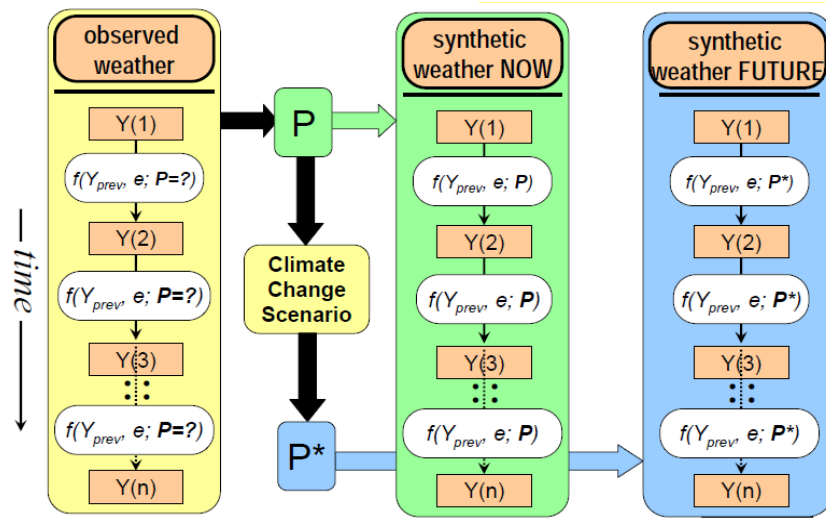 observed
weather
Y(1)
f(Yprev, e; P=?)
Y(2)
f(Yprev, e; P=?)
Y(3)
f(Yprev, e; P=?)
Y(n)
time
P
Climate
Change
Scenario
P*
synthetic
weather NOW
Y(1)
f(Yprev, e; P)
Y(2)
f(Yprev, e; P)
Y(3)
f(Yprev, e; P)
Y(n)
synthetic
weather FUTURE
Y(1)
f(Yprev, e; P*)
Y(2)
f(Yprev, e; P*)
Y(3)
f(Yprev, e; P*)
Y(n)